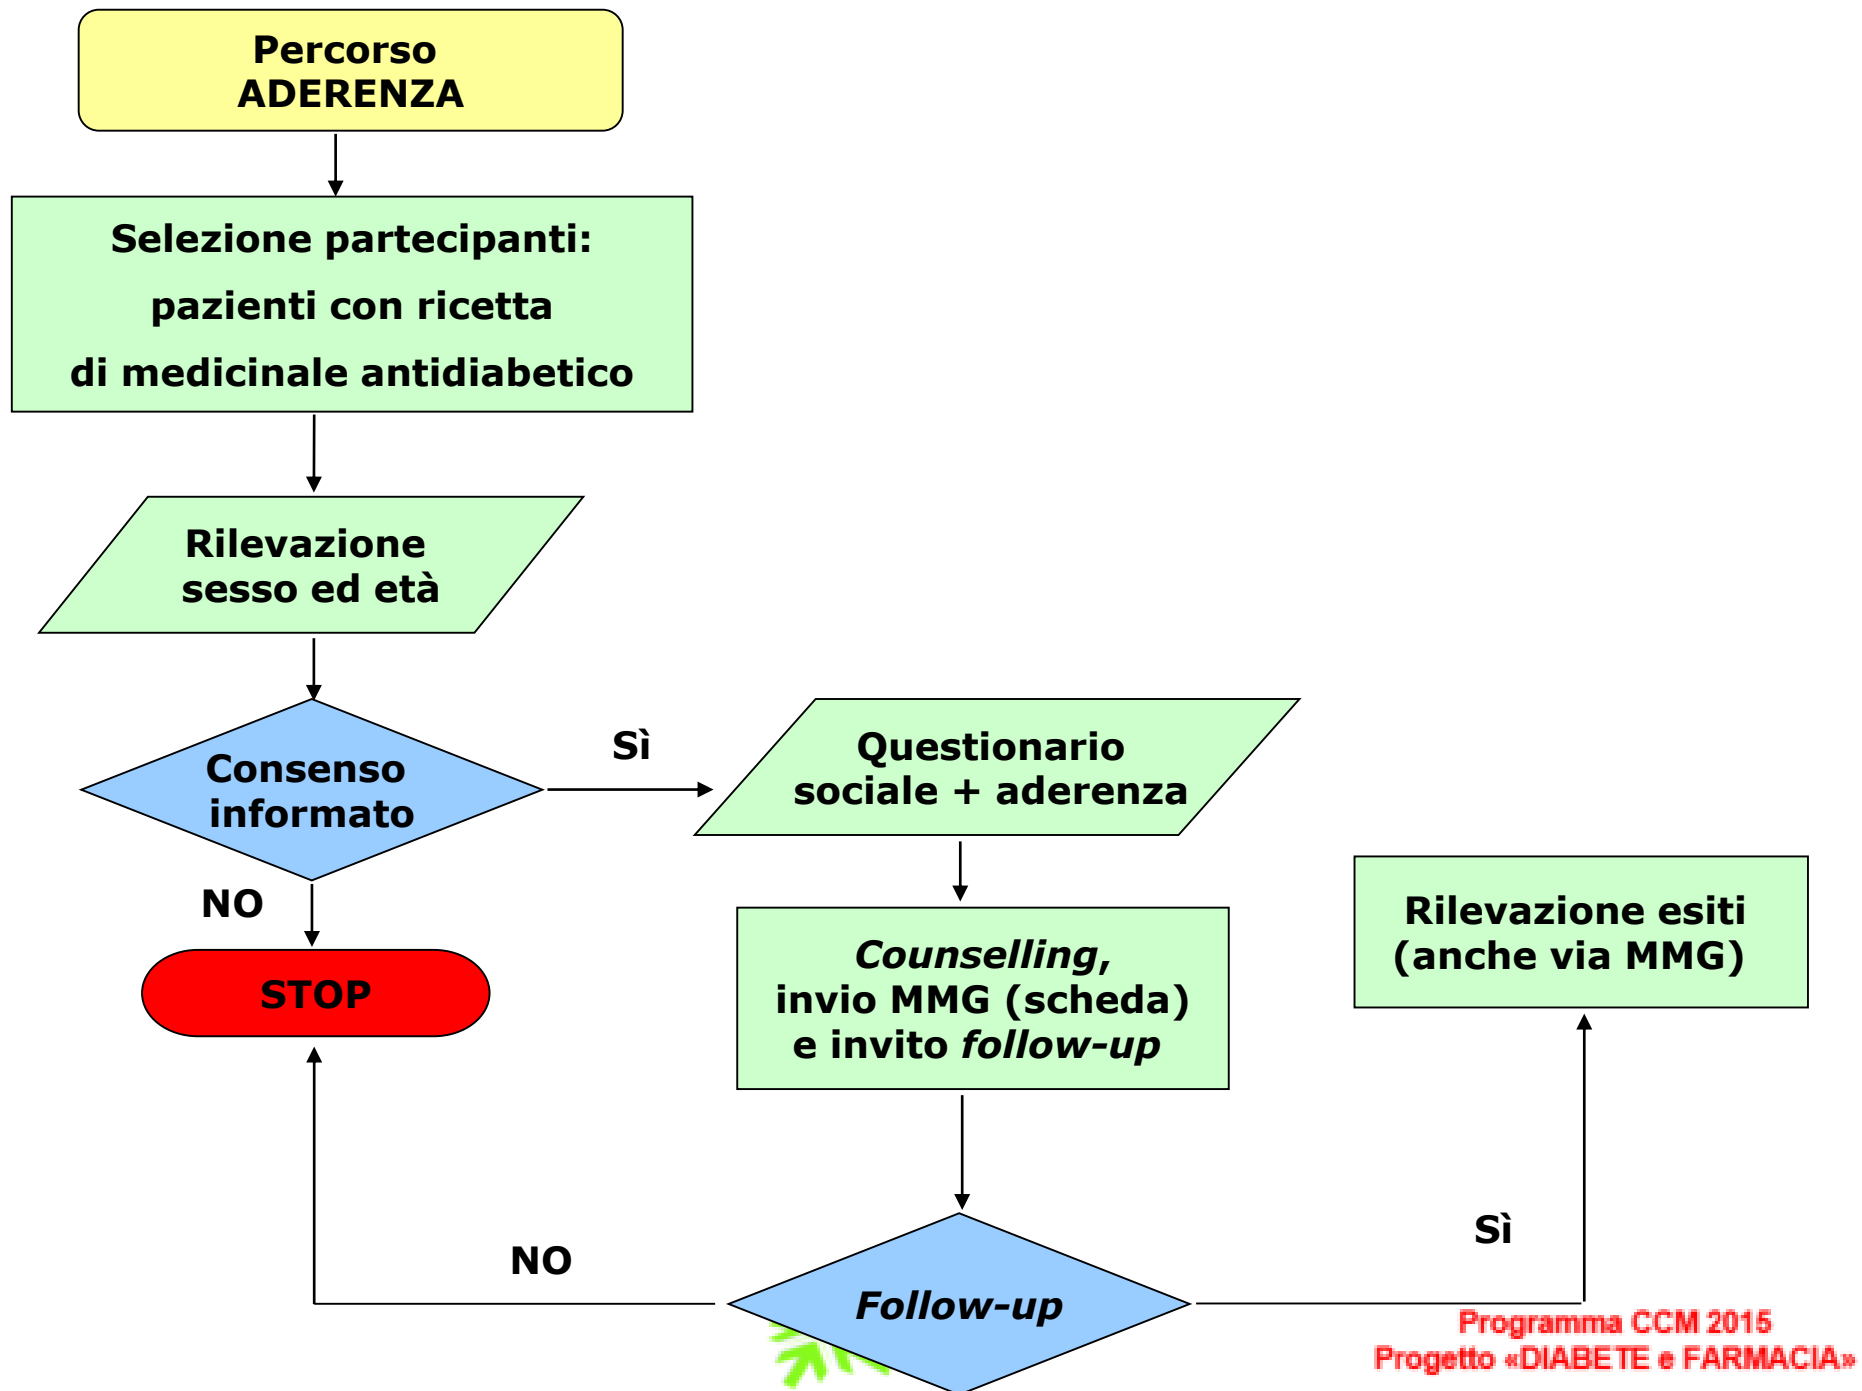 Percorso
ADERENZA
Selezione partecipanti:
pazienti con ricetta
di medicinale antidiabetico
Rilevazione
sesso ed età
Consenso
informato
Sì
Questionario
sociale + aderenza
NO
STOP
Counselling,
invio MMG (scheda)
e invito follow-up
Rilevazione esiti
(anche via MMG)
NO
Follow-up
Sì
Programma CCM 2015
Progetto «DIABETE e FARMACIA»